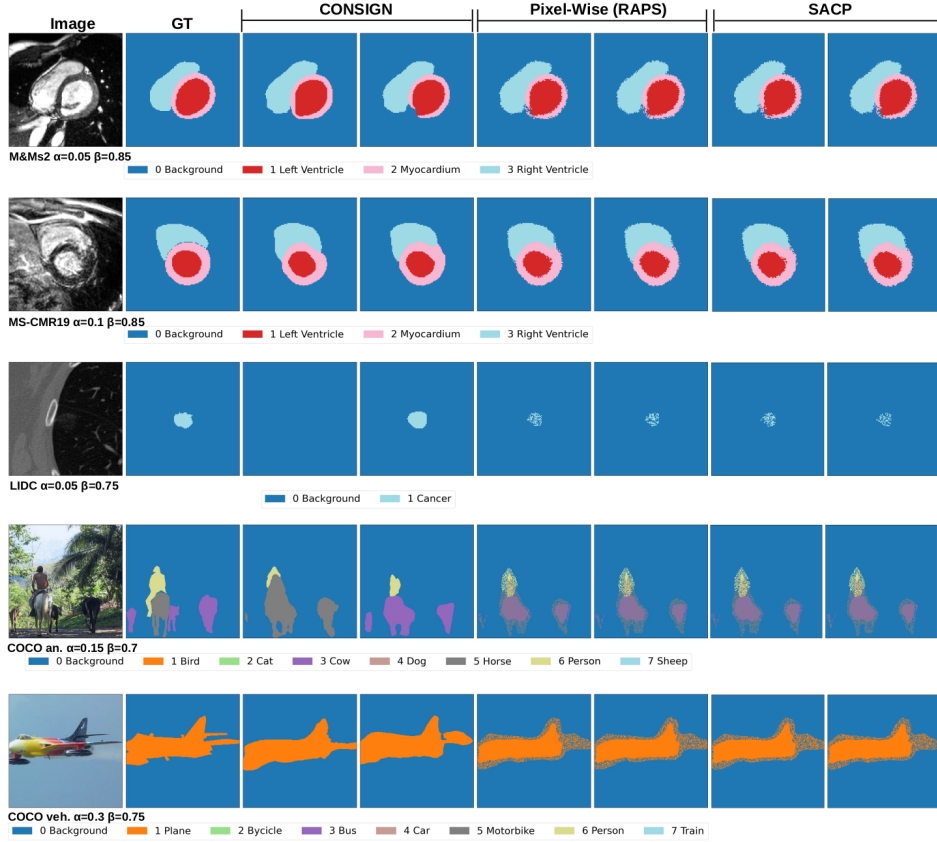 CONSIGN
Pixel-Wise (RAPS)
SACP
Image
GT
M&Ms2 α=0.05 β=0.85
0 Background 1 Left Ventricle 2 Myocardium 3 Right Ventricle
MS-CMR19 α=0.1 β=0.85
0 Background 1 Left Ventricle 2 Myocardium 3 Right Ventricle
LIDC α=0.05 β=0.75
0 Background 1 Cancer
COCO an. α=0.15 β=0.7
0 Background 1 Bird 2 Cat 3 Cow 4 Dog 5 Horse 6 Person 7 Sheep
COCO veh. α=0.3 β=0.75
0 Background 1 Plane 2 Bycicle 3 Bus 4 Car 5 Motorbike 6 Person 7 Train